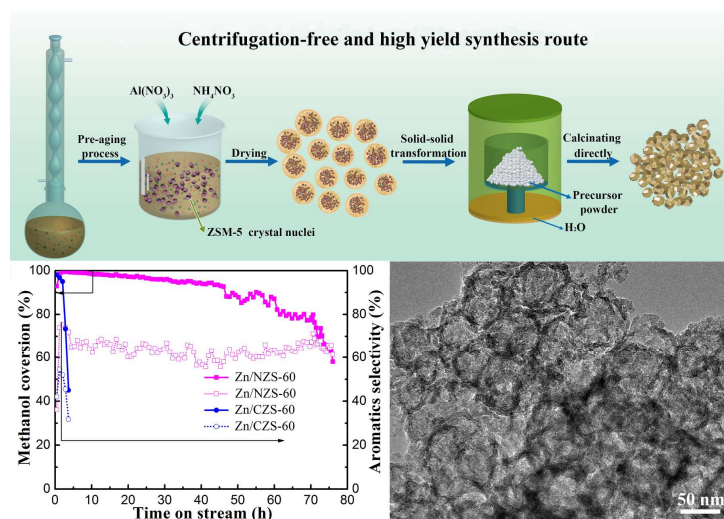 Centrifugation-free and high yield synthesis route
Al(NO3)3
NH4NO3
Pre-aging
process
Drying
Solid-solid
transformation
Calcinating
directly
Precursor
powder
H2O
ZSM-5 crystal nuclei
Methanol coversion (%)
100
80
60
40
20
0
Zn/NZS-60
Zn/NZS-60
Zn/CZS-60
Zn/CZS-60
100
80
60
40
20
0
Aromatics selectivity (%)
0 10 20 30 40 50 60 70 80
Time on stream (h)
50 nm